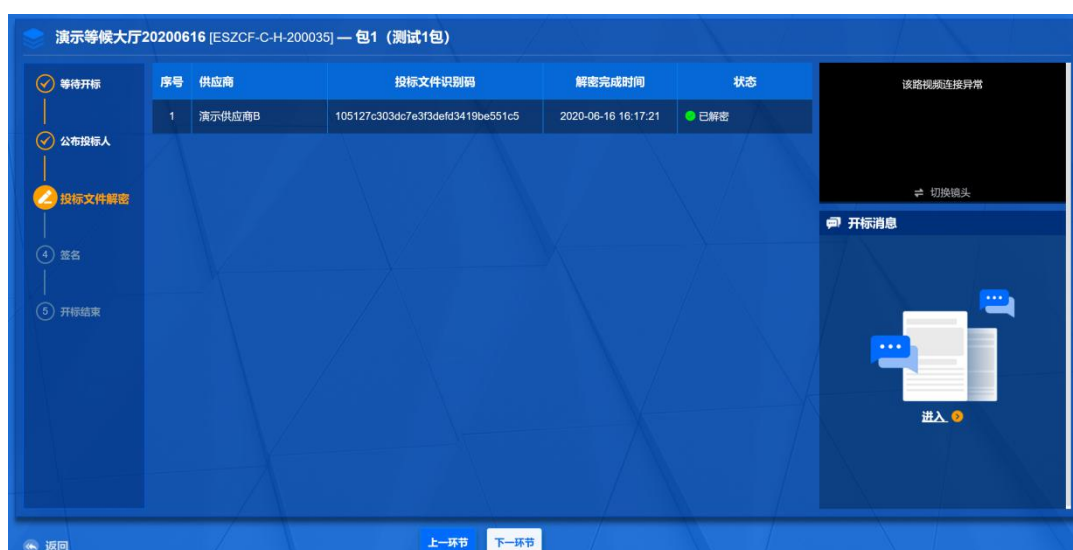 演示等候大厅20200616 [ESZCF-C-H-200035] — 包1（测试1包）
等待开标
公布投标人
投标文件解密
4 签名
5 开标结束
序号 供应商 投标文件识别码 解密完成时间 状态
1 演示供应商B 105127c303dc7e3f3defd3419be551c5 2020-06-16 16:17:21 已解密
该路视频连接异常
切换镜头
开标消息
进入
返回
上一环节 下一环节